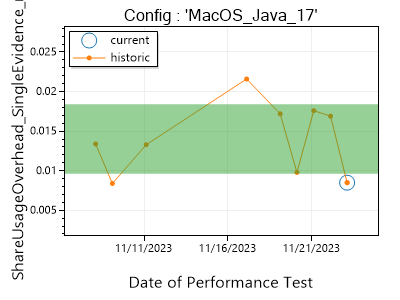 Config : 'MacOS_Java_17'
ShareUsageOverhead_SingleEvidence_
current
historic
0.025
0.02
0.015
0.01
0.005
11/11/2023
11/16/2023
11/21/2023
Date of Performance Test